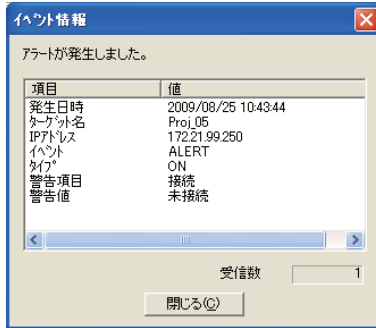 イベント情報
アラートが発生しました。
項目 値
発生日時 2009/08/25 10:43:44
ターゲット名 Proj_05
IPアドレス 172.21.99.250
イベント ALERT
タイプ ON
警告項目 接続
警告値 未接続
受信数 1
閉じる(C)